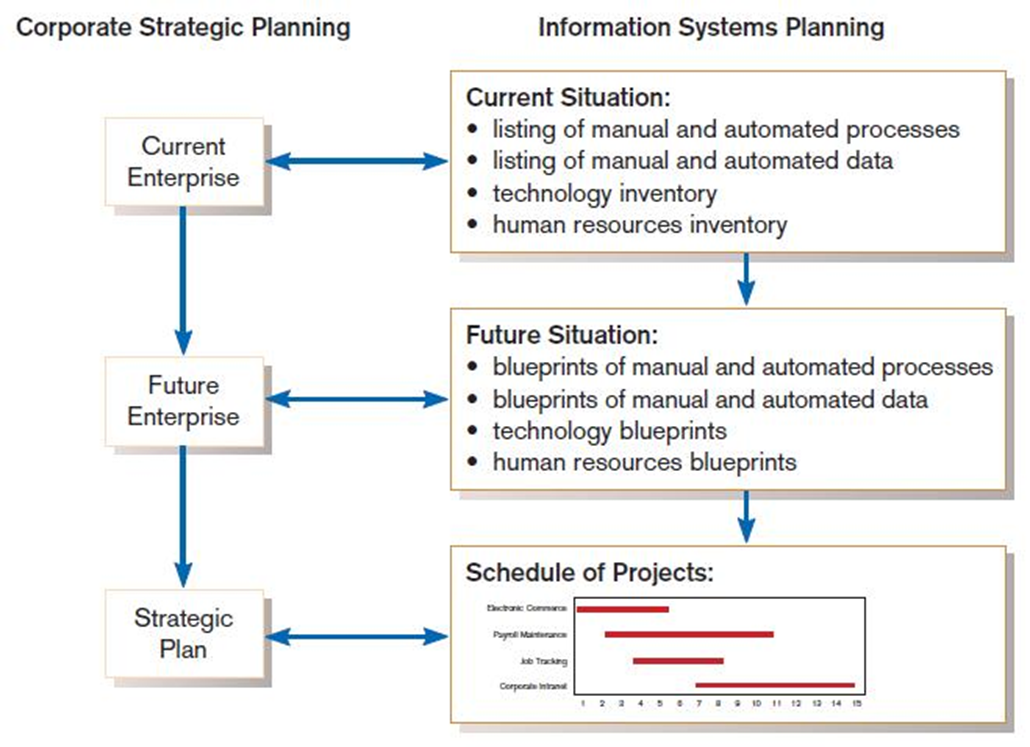 Corporate Strategic Planning
Information Systems Planning
Current
Enterprise
Current Situation:
• listing of manual and automated processes
• listing of manual and automated data
• technology inventory
• human resources inventory
Future
Enterprise
Future Situation:
• blueprints of manual and automated processes
• blueprints of manual and automated data
• technology blueprints
• human resources blueprints
Strategic
Plan
Schedule of Projects:
Electronic Commerce
Payroll Maintenance
Job Tracking
Corporate Intranet
1 2 3 4 5 6 7 8 9 10 11 12 13 14 15